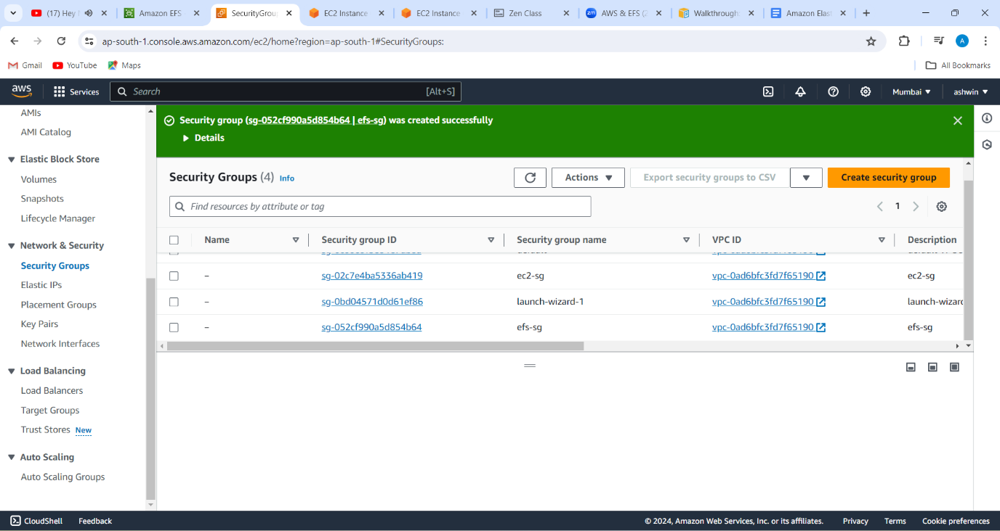 (17) Hey
Amazon EFS
SecurityGrou
EC2 Instance
EC2 Instance
Zen Class
AWS & EFS (2
Walkthrough:
Amazon Elas
ap-south-1.console.aws.amazon.com/ec2/home?region=ap-south-1#SecurityGroups:
A
Gmail
YouTube
Maps
All Bookmarks
aws
Services
Search
[Alt+S]
Mumbai
ashwin
AMIs
AMI Catalog
Elastic Block Store
Volumes
Snapshots
Lifecycle Manager
Network & Security
Security Groups
Elastic IPs
Placement Groups
Key Pairs
Network Interfaces
Load Balancing
Load Balancers
Target Groups
Trust Stores New
Auto Scaling
Auto Scaling Groups
Security group (sg-052cf990a5d854b64 | efs-sg) was created successfully
Details
Security Groups (4) Info
Actions
Export security groups to CSV
Create security group
Find resources by attribute or tag
1
Name Security group ID Security group name VPC ID Description
– sg-02c7e4ba5336ab419 ec2-sg vpc-0ad6bfc3fd7f65190 ec2-sg
– sg-0bd04571d0d61ef86 launch-wizard-1 vpc-0ad6bfc3fd7f65190 launch-wizard
– sg-052cf990a5d854b64 efs-sg vpc-0ad6bfc3fd7f65190 efs-sg
CloudShell Feedback © 2024, Amazon Web Services, Inc. or its affiliates. Privacy Terms Cookie preferences